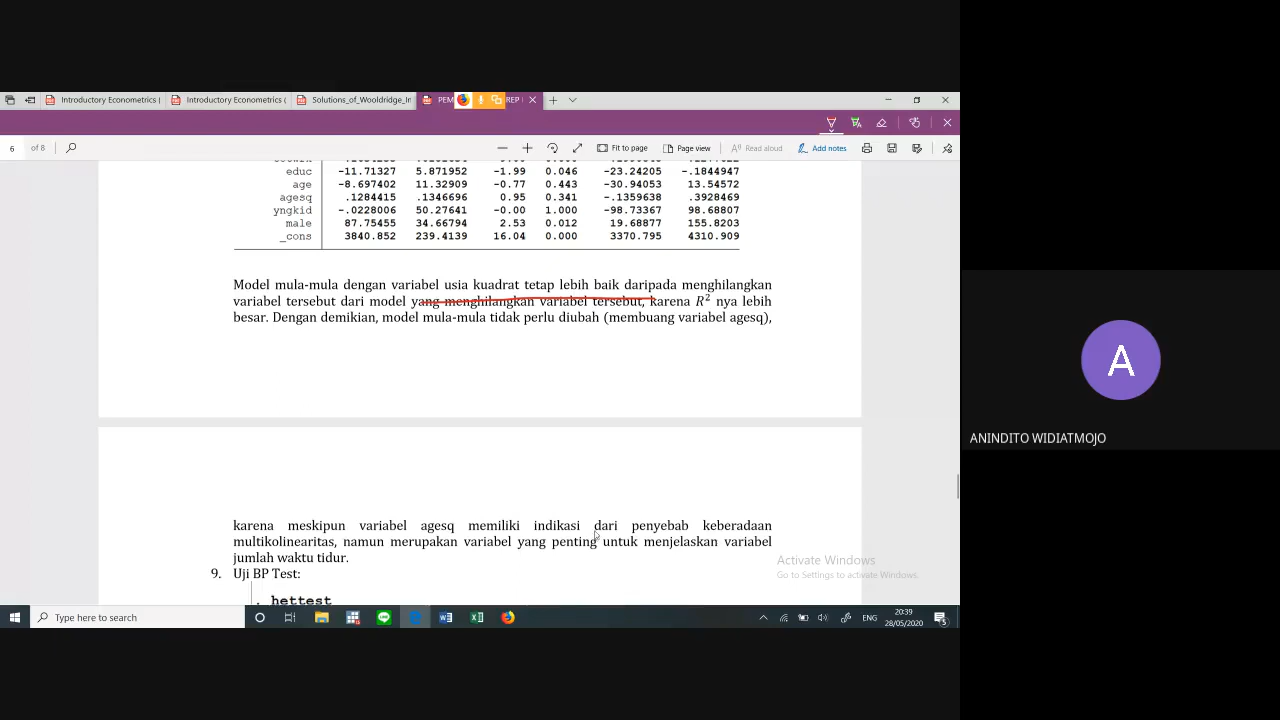 Introductory Econometrics (
Introductory Econometrics (
Solutions_of_Wooldridge_In
PEM
REP
6 of 8
Fit to page
Page view
Read aloud
Add notes
educ -11.71327 5.871952 -1.99 0.046 -23.24205 -.1844947
age -8.697402 11.32909 -0.77 0.443 -30.94053 13.54572
agesq .1284415 .1346696 0.95 0.341 -.1359638 .3928469
yngkid -.0228006 50.27641 -0.00 1.000 -98.73367 98.68807
male 87.75455 34.66794 2.53 0.012 19.68877 155.8203
_cons 3840.852 239.4139 16.04 0.000 3370.795 4310.909
Model mula-mula dengan variabel usia kuadrat tetap lebih baik daripada menghilangkan
variabel tersebut dari model yang menghilangkan variabel tersebut, karena R² nya lebih
besar. Dengan demikian, model mula-mula tidak perlu diubah (membuang variabel agesq),
karena meskipun variabel agesq memiliki indikasi dari penyebab keberadaan
multikolinearitas, namun merupakan variabel yang penting untuk menjelaskan variabel
jumlah waktu tidur.
9. Uji BP Test:
. hettest
Activate Windows
Go to Settings to activate Windows.
Type here to search
ENG
20:39
28/05/2020
A
ANINDITO WIDIATMOJO